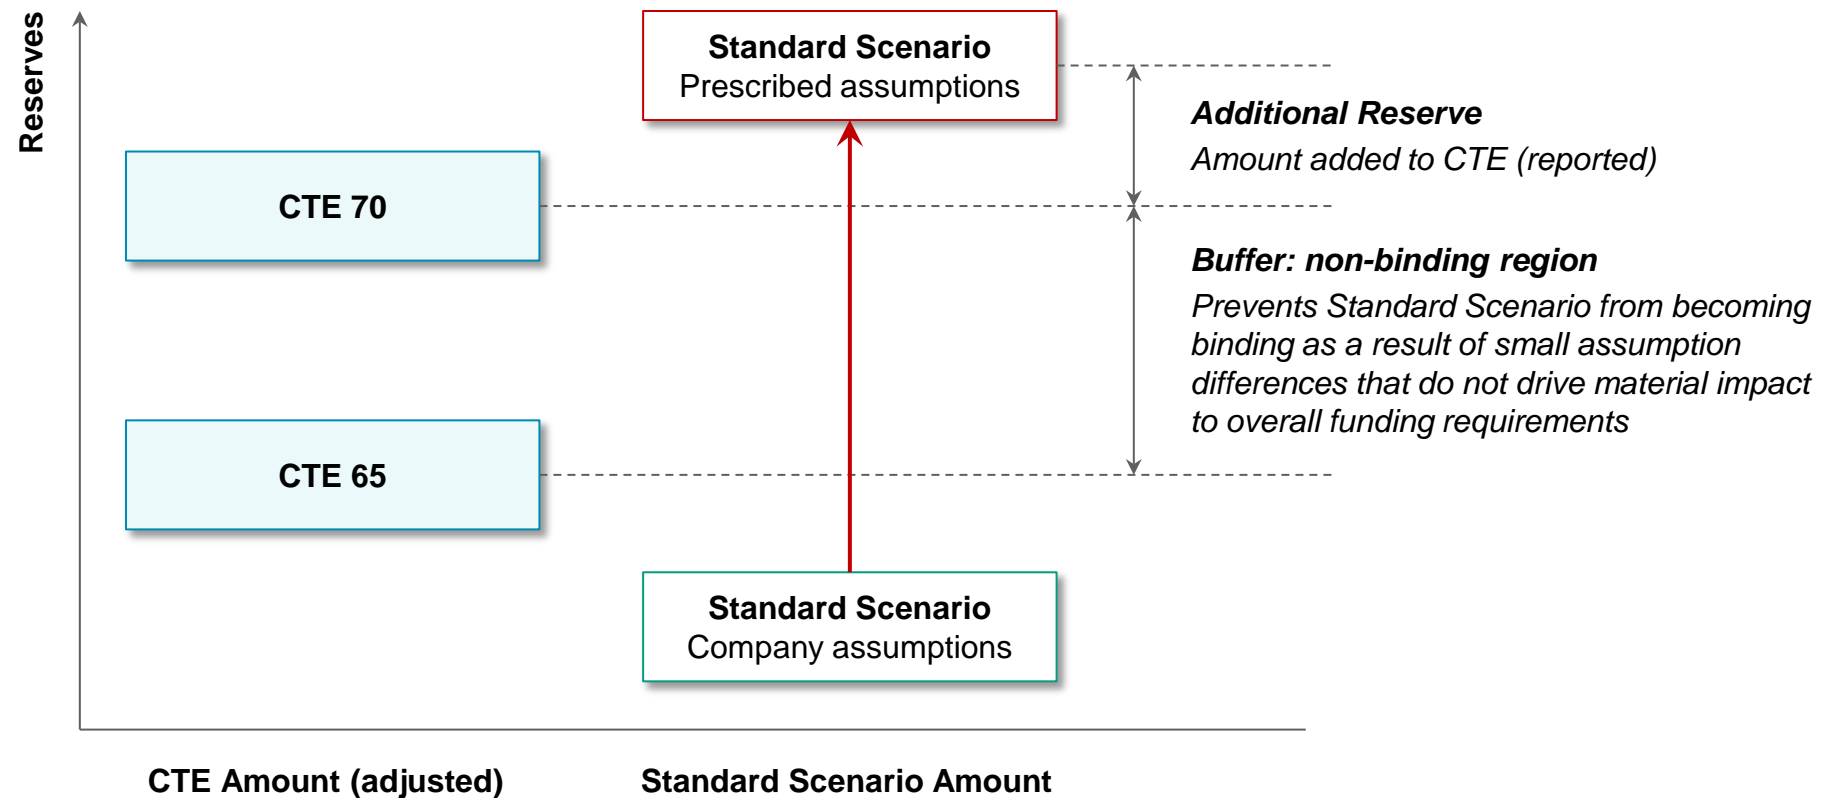 Reserves
Standard Scenario
Prescribed assumptions
Additional Reserve
Amount added to CTE (reported)
CTE 70
Buffer: non-binding region
Prevents Standard Scenario from becoming
binding as a result of small assumption
differences that do not drive material impact
to overall funding requirements
CTE 65
Standard Scenario
Company assumptions
CTE Amount (adjusted)
Standard Scenario Amount